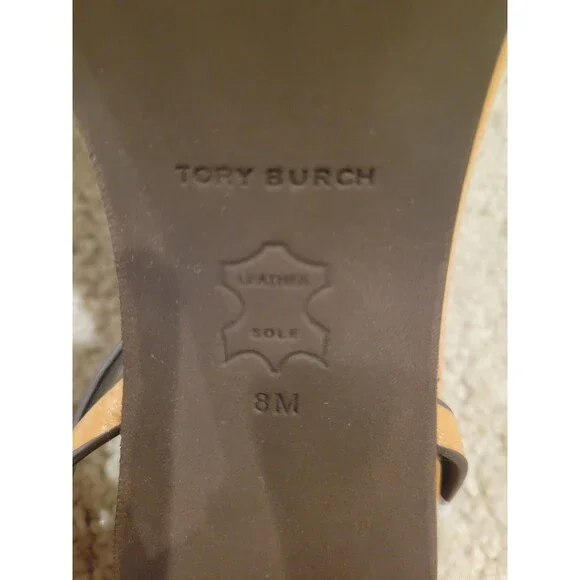 TORY BURCH
LEATHER
SOLE
8M